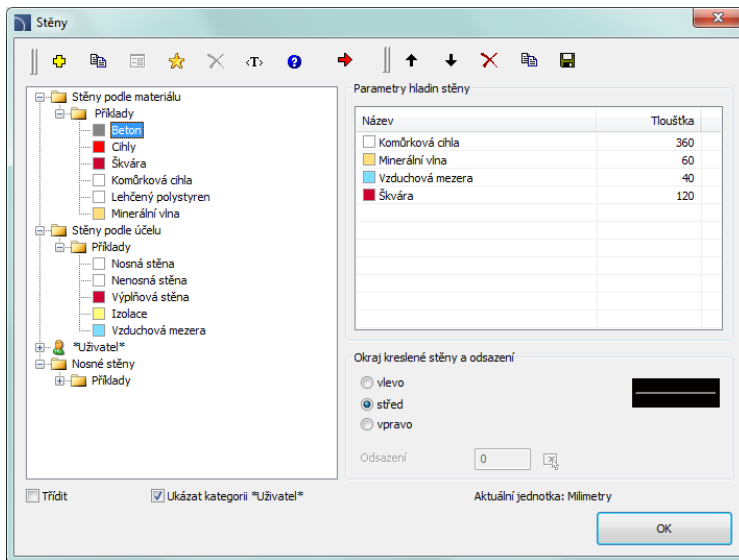 Stěny
‹T›
Stěny podle materiálu
Příklady
Beton
Cihly
Škvára
Komůrková cihla
Lehčený polystyren
Minerální vlna
Stěny podle účelu
Příklady
Nosná stěna
Nenosná stěna
Výplňová stěna
Izolace
Vzduchová mezera
*Uživatel*
Nosné stěny
Příklady
Parametry hladin stěny
Název Tloušťka
Komůrková cihla 360
Minerální vlna 60
Vzduchová mezera 40
Škvára 120
Okraj kreslené stěny a odsazení
vlevo
střed
vpravo
Odsazení 0
Třídit
Ukázat kategorii *Uživatel*
Aktuální jednotka: Milimetry
OK